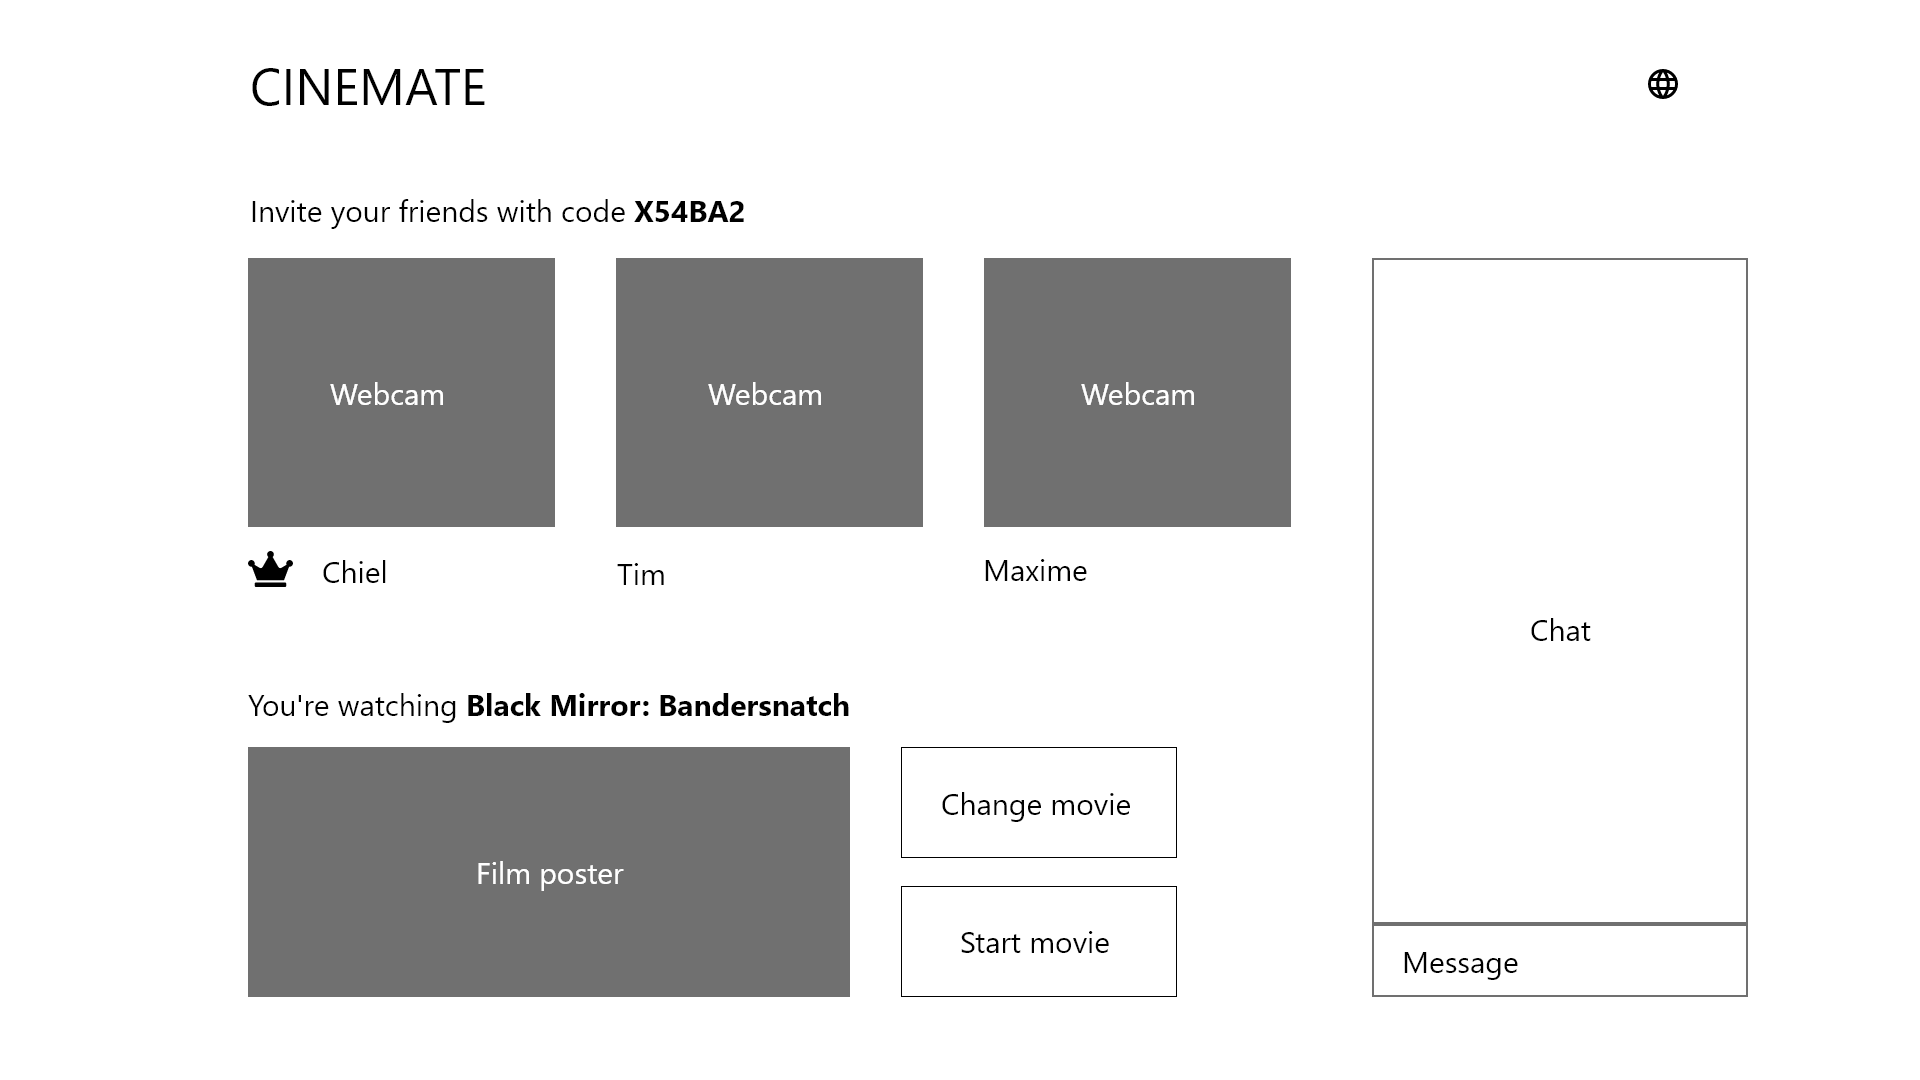 CINEMATE
Invite your friends with code X54BA2
Webcam
Webcam
Webcam
Chiel
Tim
Maxime
You're watching Black Mirror: Bandersnatch
Film poster
Change movie
Start movie
Chat
Message